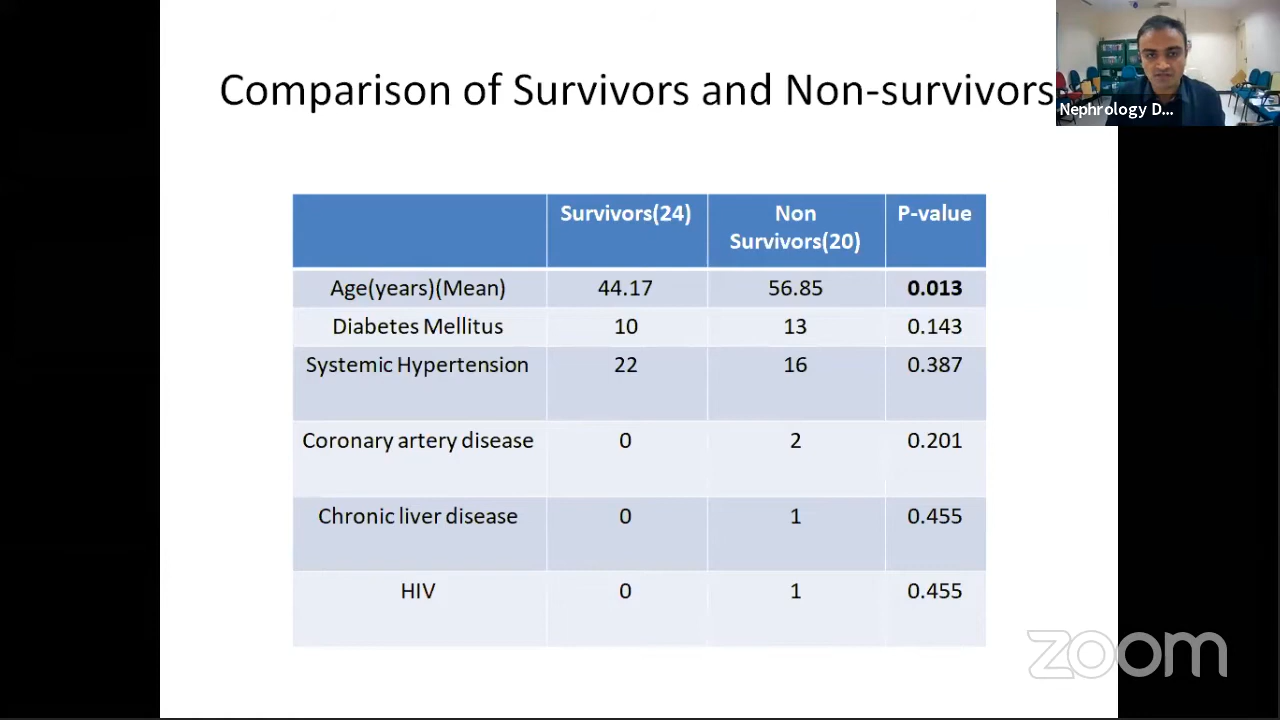 Comparison of Survivors and Non-survivors
Nephrology D...
Survivors(24)
Non
Survivors(20)
P-value
Age(years)(Mean) 44.17 56.85 0.013
Diabetes Mellitus 10 13 0.143
Systemic Hypertension 22 16 0.387
Coronary artery disease 0 2 0.201
Chronic liver disease 0 1 0.455
HIV 0 1 0.455
zoom